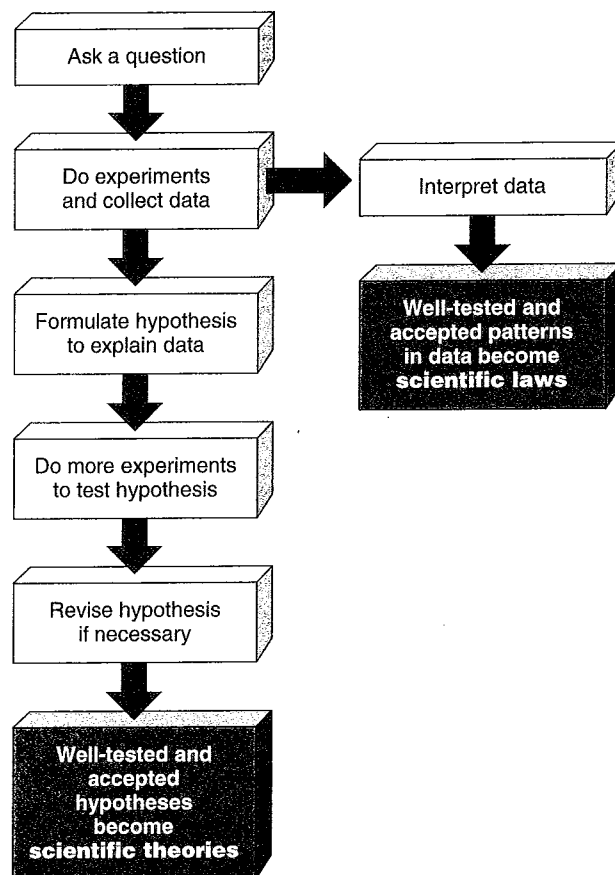 Ask a question
Do experiments
and collect data
Interpret data
Formulate hypothesis
to explain data
Well-tested and
accepted patterns
in data become
scientific laws
Do more experiments
to test hypothesis
Revise hypothesis
if necessary
Well-tested and
accepted
hypotheses
become
scientific theories